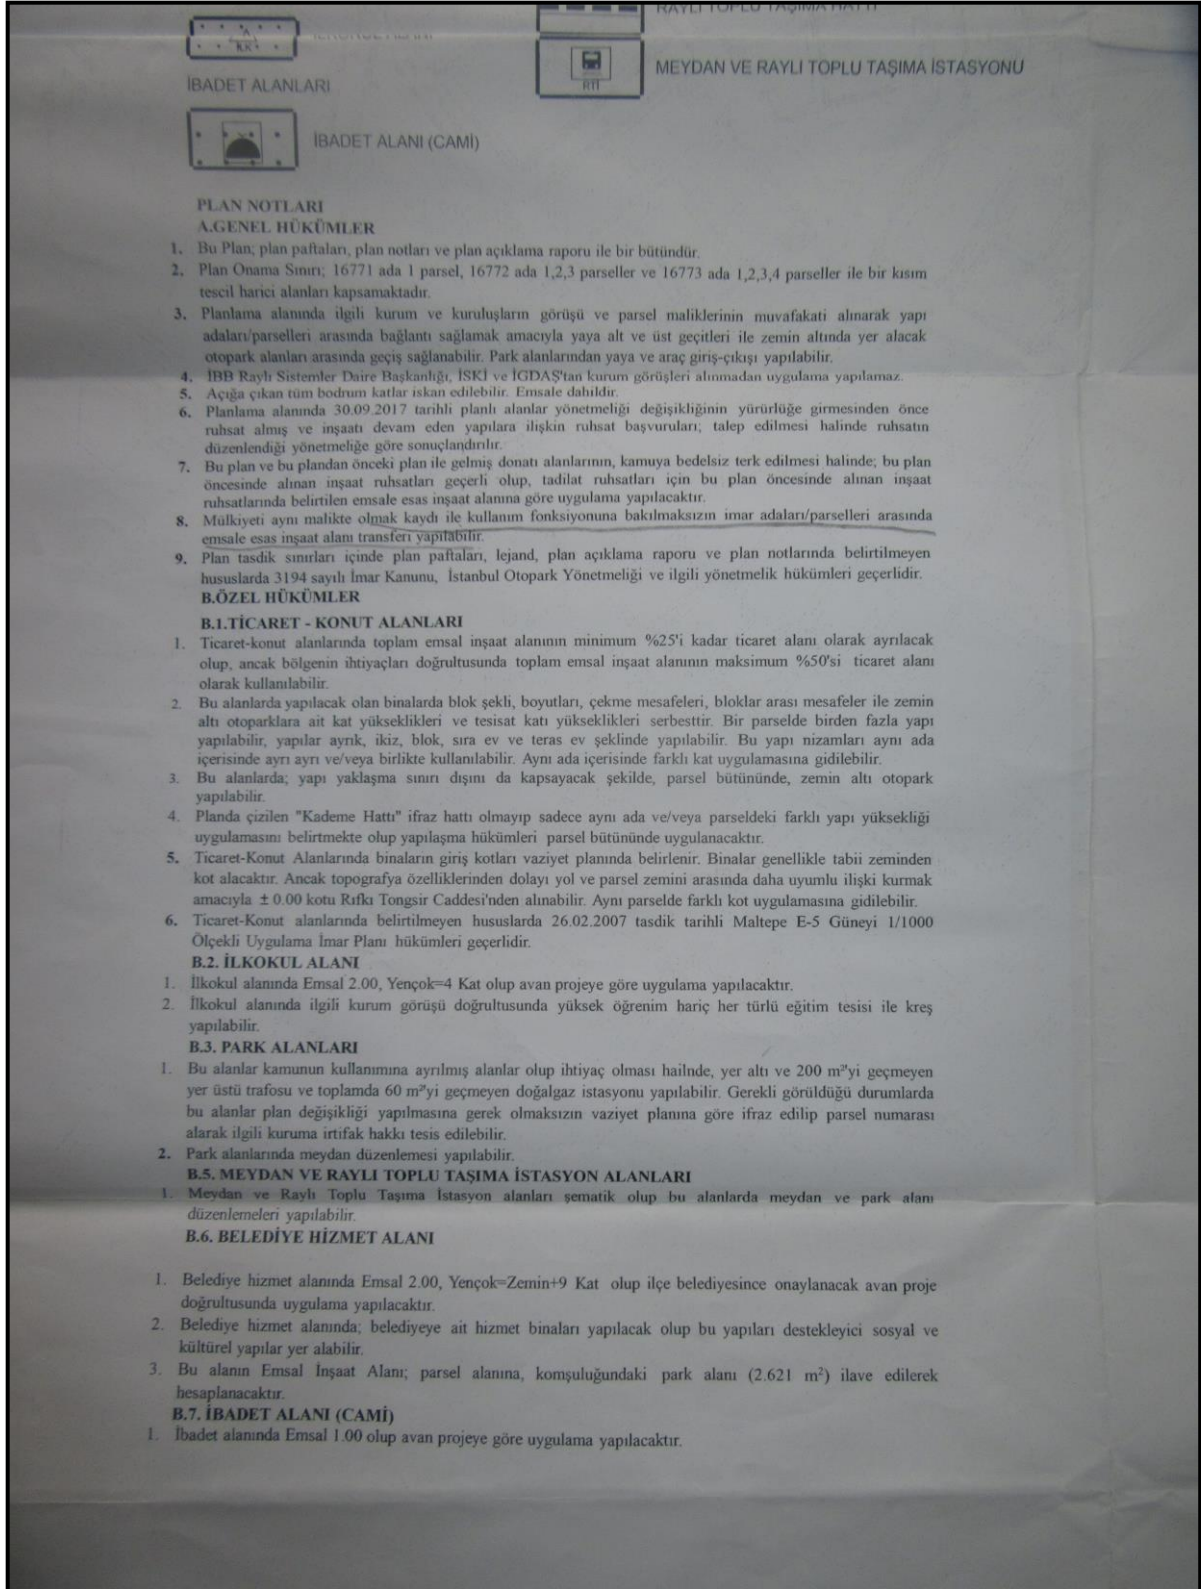 RAYLI TOPLU TAŞIMA HATTI
RTİ
MEYDAN VE RAYLI TOPLU TAŞIMA İSTASYONU
İBADET ALANLARI
İBADET ALANI (CAMİ)
PLAN NOTLARI
A.GENEL HÜKÜMLER
1. Bu Plan; plan paftaları, plan notları ve plan açıklama raporu ile bir bütündür.
2. Plan Onama Sınırı; 16771 ada 1 parsel, 16772 ada 1,2,3 parseller ve 16773 ada 1,2,3,4 parseller ile bir kısım
tescil harici alanları kapsamaktadır.
3. Planlama alanında ilgili kurum ve kuruluşların görüşü ve parsel maliklerinin muvafakati alınarak yapı
adaları/parselleri arasında bağlantı sağlamak amacıyla yaya alt ve üst geçitleri ile zemin altında yer alacak
otopark alanları arasında geçiş sağlanabilir. Park alanlarından yaya ve araç giriş-çıkışı yapılabilir.
4. İBB Raylı Sistemler Daire Başkanlığı, İSKİ ve İGDAŞ'tan kurum görüşleri alınmadan uygulama yapılamaz.
5. Açığa çıkan tüm bodrum katlar iskan edilebilir. Emsale dahildir.
6. Planlama alanında 30.09.2017 tarihli planlı alanlar yönetmeliği değişikliğinin yürürlüğe girmesinden önce
ruhsat almış ve inşaatı devam eden yapılara ilişkin ruhsat başvuruları; talep edilmesi halinde ruhsatın
düzenlendiği yönetmeliğe göre sonuçlandırılır.
7. Bu plan ve bu plandan önceki plan ile gelmiş donatı alanlarının, kamuya bedelsiz terk edilmesi halinde; bu plan
öncesinde alınan inşaat ruhsatları geçerli olup, tadilat ruhsatları için bu plan öncesinde alınan inşaat
ruhsatlarında belirtilen emsale esas inşaat alanına göre uygulama yapılacaktır.
8. Mülkiyeti aynı malikte olmak kaydı ile kullanım fonksiyonuna bakılmaksızın imar adaları/parselleri arasında
emsale esas inşaat alanı transferi yapılabilir.
9. Plan tasdik sınırları içinde plan paftaları, lejand, plan açıklama raporu ve plan notlarında belirtilmeyen
hususlarda 3194 sayılı İmar Kanunu, İstanbul Otopark Yönetmeliği ve ilgili yönetmelik hükümleri geçerlidir.
B.ÖZEL HÜKÜMLER
B.1.TİCARET - KONUT ALANLARI
1. Ticaret-konut alanlarında toplam emsal inşaat alanının minimum %25'i kadar ticaret alanı olarak ayrılacak
olup, ancak bölgenin ihtiyaçları doğrultusunda toplam emsal inşaat alanının maksimum %50'si ticaret alanı
olarak kullanılabilir.
2. Bu alanlarda yapılacak olan binalarda blok şekli, boyutları, çekme mesafeleri, bloklar arası mesafeler ile zemin
altı otoparklara ait kat yükseklikleri ve tesisat katı yükseklikleri serbesttir. Bir parselde birden fazla yapı
yapılabilir, yapılar ayrık, ikiz, blok, sıra ev ve teras ev şeklinde yapılabilir. Bu yapı nizamları aynı ada
içerisinde ayrı ayrı ve/veya birlikte kullanılabilir. Aynı ada içerisinde farklı kat uygulamasına gidilebilir.
3. Bu alanlarda; yapı yaklaşma sınırı dışını da kapsayacak şekilde, parsel bütününde, zemin altı otopark
yapılabilir.
4. Planda çizilen "Kademe Hattı" ifraz hattı olmayıp sadece aynı ada ve/veya parseldeki farklı yapı yüksekliği
uygulamasını belirtmekte olup yapılaşma hükümleri parsel bütününde uygulanacaktır.
5. Ticaret-Konut Alanlarında binaların giriş kotları vaziyet planında belirlenir. Binalar genellikle tabii zeminden
kot alacaktır. Ancak topografya özelliklerinden dolayı yol ve parsel zemini arasında daha uyumlu ilişki kurmak
amacıyla ± 0.00 kotu Rıfkı Tongsir Caddesi'nden alınabilir. Aynı parselde farklı kot uygulamasına gidilebilir.
6. Ticaret-Konut alanlarında belirtilmeyen hususlarda 26.02.2007 tasdik tarihli Maltepe E-5 Güneyi 1/1000
Ölçekli Uygulama İmar Planı hükümleri geçerlidir.
B.2. İLKOKUL ALANI
1. İlkokul alanında Emsal 2.00, Yençok=4 Kat olup avan projeye göre uygulama yapılacaktır.
2. İlkokul alanında ilgili kurum görüşü doğrultusunda yüksek öğrenim hariç her türlü eğitim tesisi ile kreş
yapılabilir.
B.3. PARK ALANLARI
1. Bu alanlar kamunun kullanımına ayrılmış alanlar olup ihtiyaç olması hailnde, yer altı ve 200 m²'yi geçmeyen
yer üstü trafosu ve toplamda 60 m²'yi geçmeyen doğalgaz istasyonu yapılabilir. Gerekli görüldüğü durumlarda
bu alanlar plan değişikliği yapılmasına gerek olmaksızın vaziyet planına göre ifraz edilip parsel numarası
alarak ilgili kuruma irtifak hakkı tesis edilebilir.
2. Park alanlarında meydan düzenlemesi yapılabilir.
B.5. MEYDAN VE RAYLI TOPLU TAŞIMA İSTASYON ALANLARI
1. Meydan ve Raylı Toplu Taşıma İstasyon alanları şematik olup bu alanlarda meydan ve park alanı
düzenlemeleri yapılabilir.
B.6. BELEDİYE HİZMET ALANI
1. Belediye hizmet alanında Emsal 2.00, Yençok=Zemin+9 Kat olup ilçe belediyesince onaylanacak avan proje
doğrultusunda uygulama yapılacaktır.
2. Belediye hizmet alanında; belediyeye ait hizmet binaları yapılacak olup bu yapıları destekleyici sosyal ve
kültürel yapılar yer alabilir.
3. Bu alanın Emsal İnşaat Alanı; parsel alanına, komşuluğundaki park alanı (2.621 m²) ilave edilerek
hesaplanacaktır.
B.7. İBADET ALANI (CAMİ)
1. İbadet alanında Emsal 1.00 olup avan projeye göre uygulama yapılacaktır.